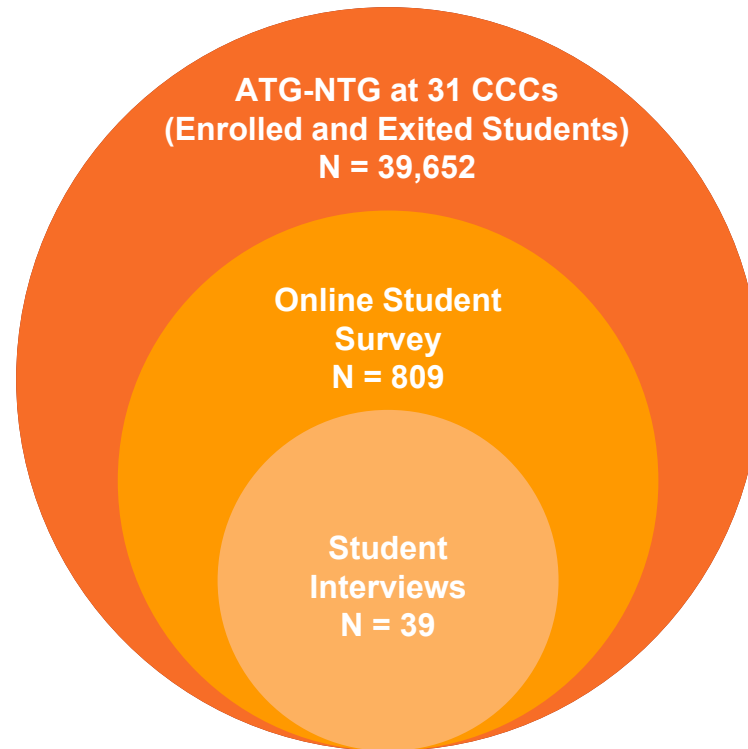 ATG-NTG at 31 CCCs
(Enrolled and Exited Students)
N = 39,652
Online Student
Survey
N = 809
Student
Interviews
N = 39